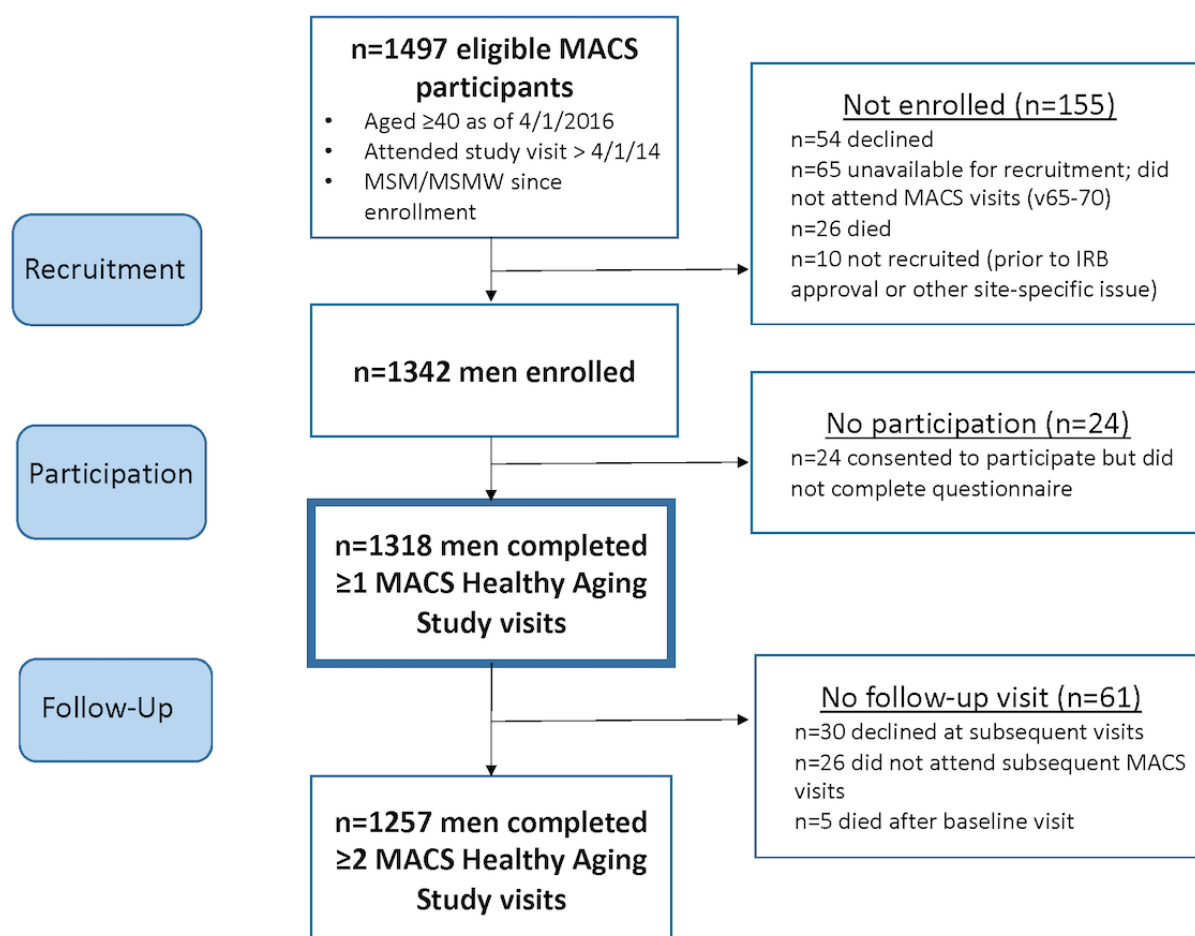 n=1497 eligible MACS
participants
• Aged ≥40 as of 4/1/2016
• Attended study visit > 4/1/14
• MSM/MSMW since
enrollment
Not enrolled (n=155)
n=54 declined
n=65 unavailable for recruitment; did
not attend MACS visits (v65-70)
n=26 died
n=10 not recruited (prior to IRB
approval or other site-specific issue)
Recruitment
n=1342 men enrolled
No participation (n=24)
n=24 consented to participate but did
not complete questionnaire
Participation
n=1318 men completed
≥1 MACS Healthy Aging
Study visits
Follow-Up
No follow-up visit (n=61)
n=30 declined at subsequent visits
n=26 did not attend subsequent MACS
visits
n=5 died after baseline visit
n=1257 men completed
≥2 MACS Healthy Aging
Study visits